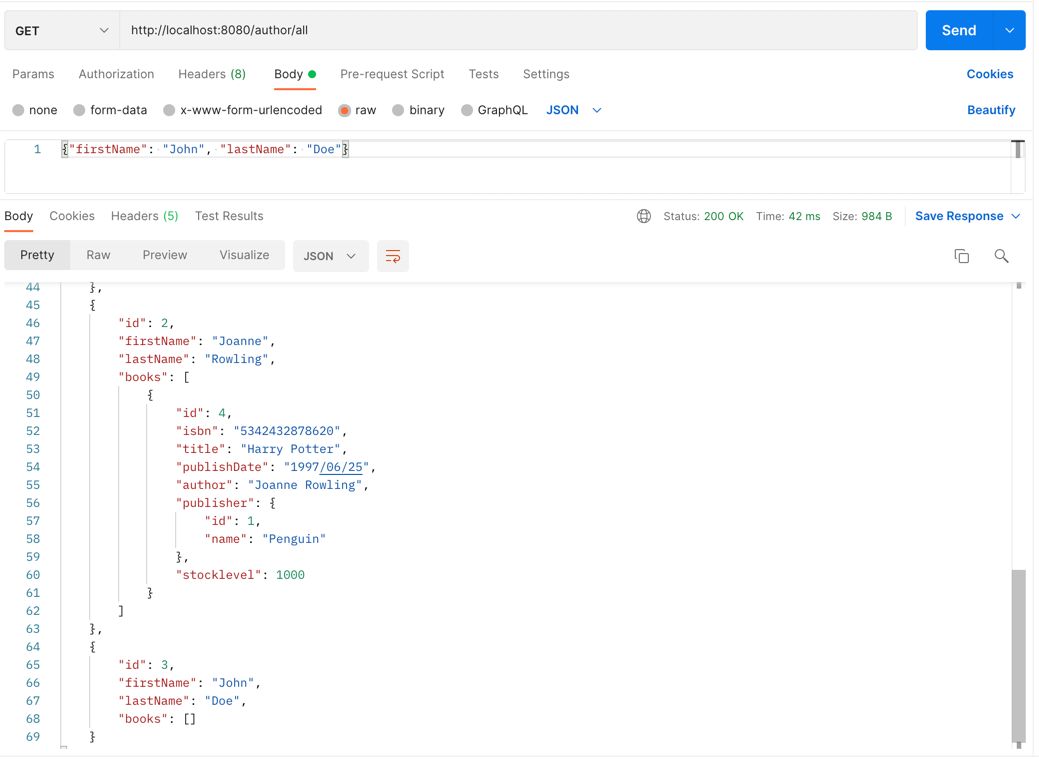 GET http://localhost:8080/author/all Send
Params Authorization Headers (8) Body Pre-request Script Tests Settings Cookies
none form-data x-www-form-urlencoded raw binary GraphQL JSON Beautify
1 {"firstName": "John", "lastName": "Doe"}
Body Cookies Headers (5) Test Results Status: 200 OK Time: 42 ms Size: 984 B Save Response
Pretty Raw Preview Visualize JSON
44 },
45 {
46 "id": 2,
47 "firstName": "Joanne",
48 "lastName": "Rowling",
49 "books": [
50 {
51 "id": 4,
52 "isbn": "5342432878620",
53 "title": "Harry Potter",
54 "publishDate": "1997/06/25",
55 "author": "Joanne Rowling",
56 "publisher": {
57 "id": 1,
58 "name": "Penguin"
59 },
60 "stocklevel": 1000
61 }
62 ]
63 },
64 {
65 "id": 3,
66 "firstName": "John",
67 "lastName": "Doe",
68 "books": []
69 }